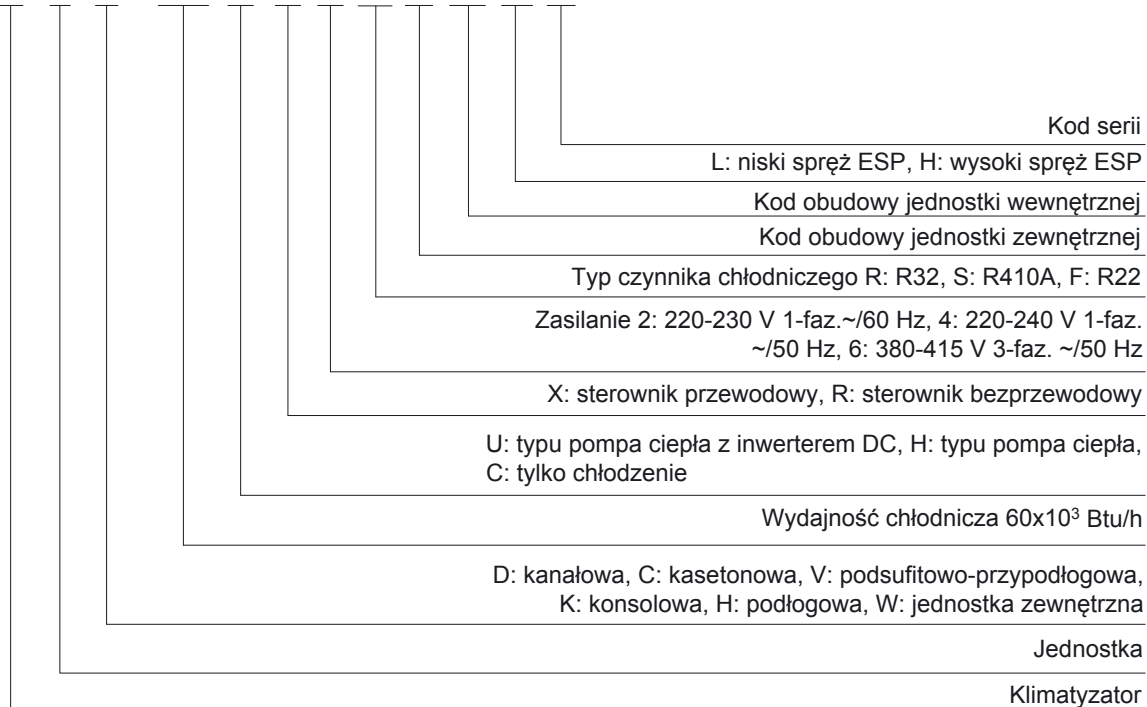 Kod serii
L: niski spręż ESP, H: wysoki spręż ESP
Kod obudowy jednostki wewnętrznej
Kod obudowy jednostki zewnętrznej
Typ czynnika chłodniczego R: R32, S: R410A, F: R22
Zasilanie 2: 220-230 V 1-faz.~/60 Hz, 4: 220-240 V 1-faz.
~/50 Hz, 6: 380-415 V 3-faz. ~/50 Hz
X: sterownik przewodowy, R: sterownik bezprzewodowy
U: typu pompa ciepła z inwerterem DC, H: typu pompa ciepła,
C: tylko chłodzenie
Wydajność chłodnicza 60x10³ Btu/h
D: kanałowa, C: kasetonowa, V: podsufitowo-przypodłogowa,
K: konsolowa, H: podłogowa, W: jednostka zewnętrzna
Jednostka
Klimatyzator